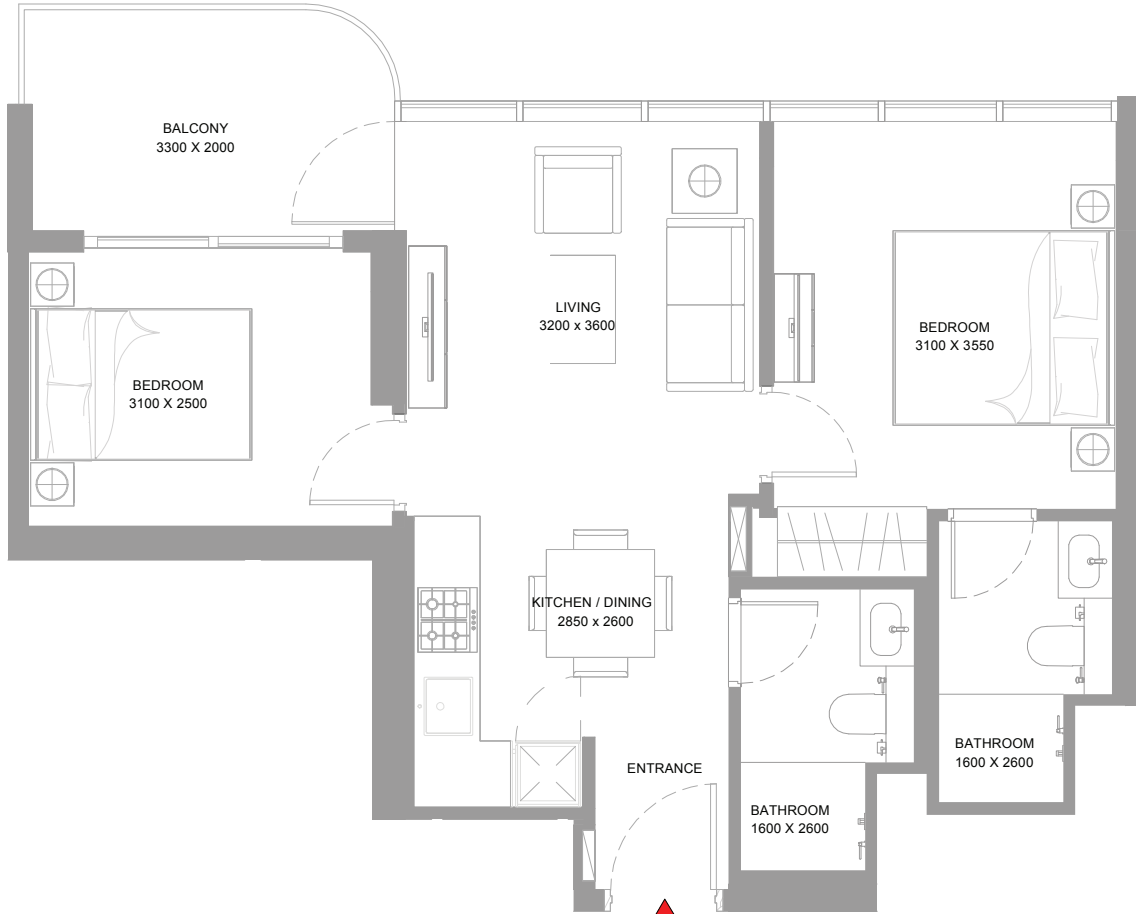 BALCONY
3300 X 2000
LIVING
3200 x 3600
BEDROOM
3100 X 3550
BEDROOM
3100 X 2500
KITCHEN / DINING
2850 x 2600
ENTRANCE
BATHROOM
1600 X 2600
BATHROOM
1600 X 2600